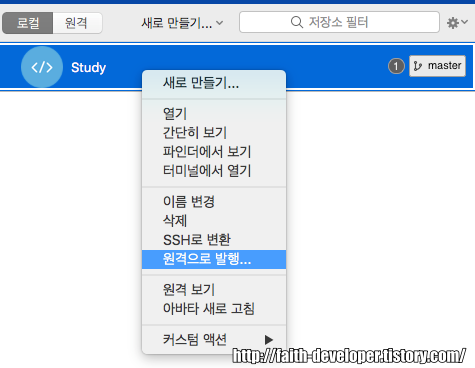 로컬 원격 새로 만들기... 저장소 필터
</> Study 1 master
새로 만들기...
열기
간단히 보기
파인더에서 보기
터미널에서 열기
이름 변경
삭제
SSH로 변환
원격으로 발행...
원격 보기
아바타 새로 고침
커스텀 액션
http://faith-developer.tistory.com/